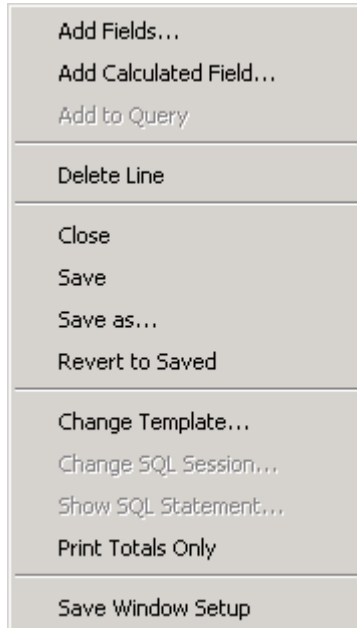 Add Fields...
Add Calculated Field...
Add to Query
Delete Line
Close
Save
Save as...
Revert to Saved
Change Template...
Change SQL Session...
Show SQL Statement...
Print Totals Only
Save Window Setup